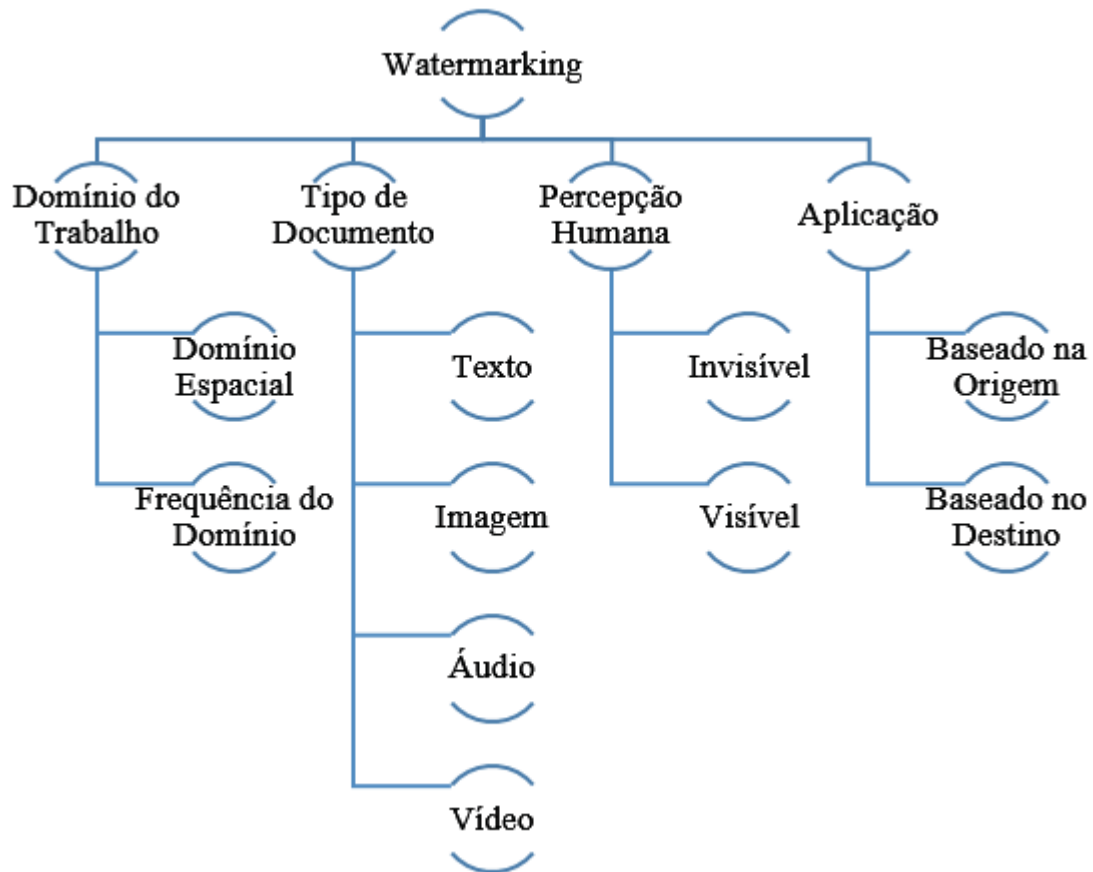 Watermarking
Domínio do
Trabalho
Tipo de
Documento
Percepção
Humana
Aplicação
Domínio
Espacial
Texto
Invisível
Baseado na
Origem
Frequência do
Domínio
Imagem
Visível
Baseado no
Destino
Áudio
Vídeo